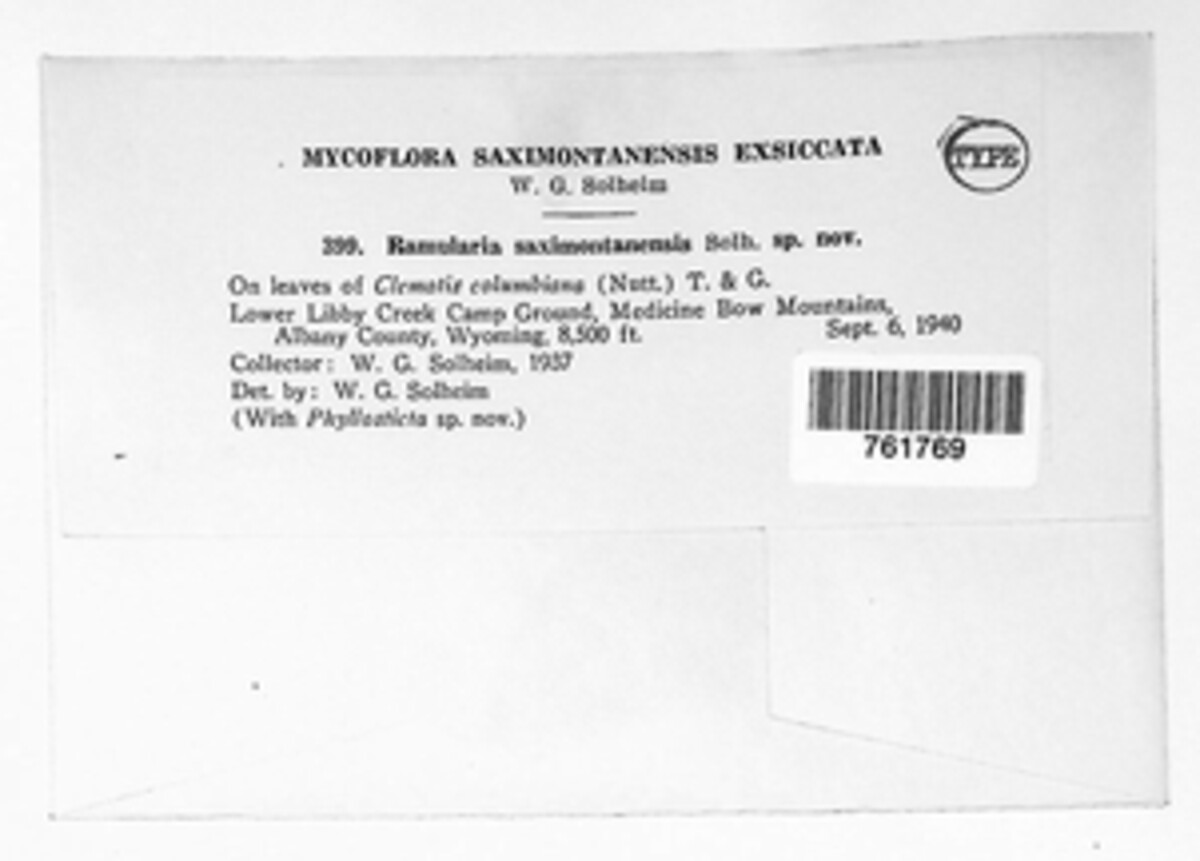 MYCOFLORA SAXIMONTANENSIS EXSICCATA
TYPE
W. G. Solheim
399. Ramularia saximontanensis Solh. sp. nov.
On leaves of Clematis columbiana (Nutt.) T. & G.
Lower Libby Creek Camp Ground, Medicine Bow Mountains,
Albany County, Wyoming, 8,500 ft. Sept. 6, 1940
Collector: W. G. Solheim, 1937
Det. by: W. G. Solheim
(With Phyllosticta sp. nov.)
761769